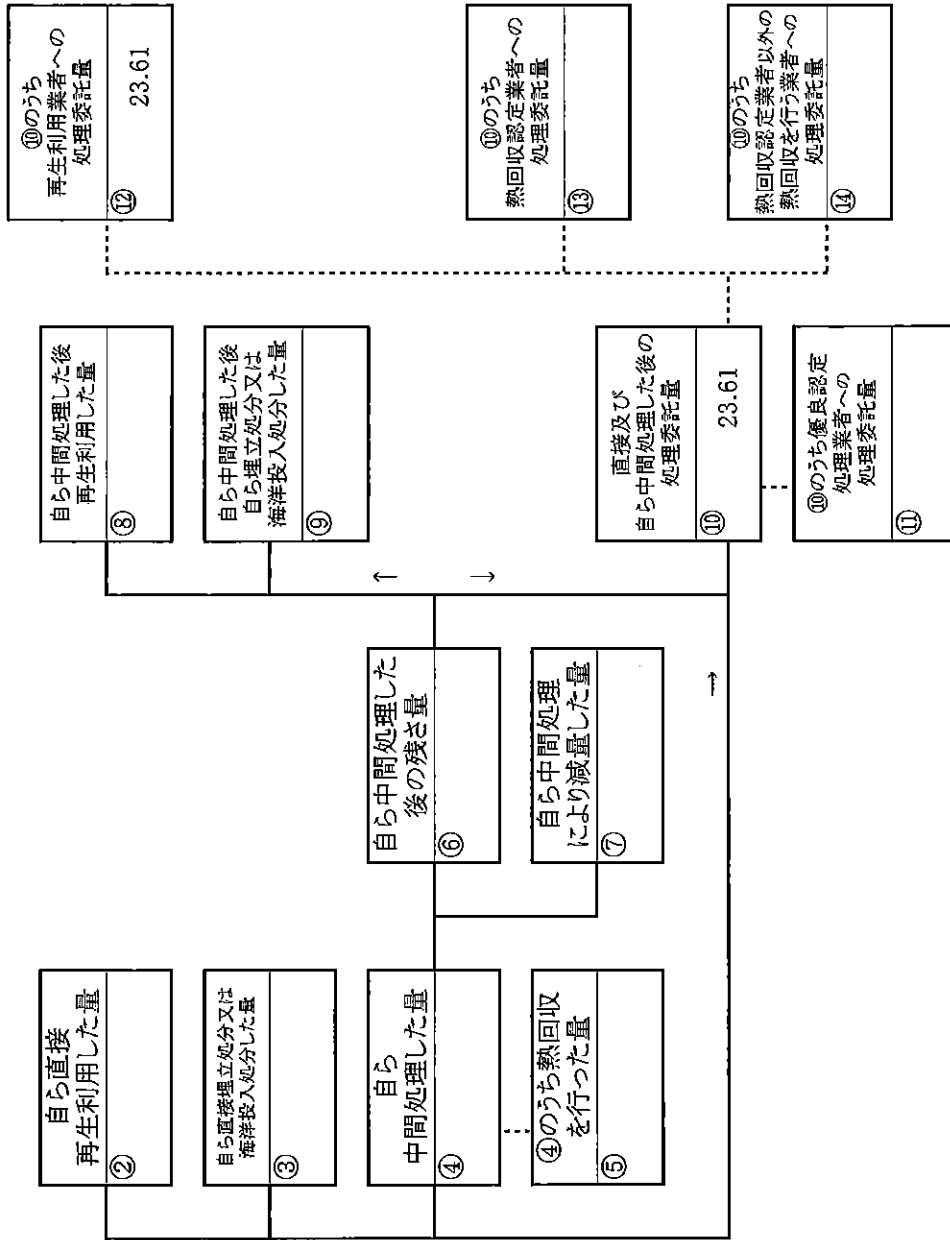 自ら直接
再生利用した量
②
自ら直接埋立処分又は
海洋投入処分した量
③
自ら
中間処理した量
④
④のうち熱回収
を行った量
⑤
自ら中間処理した
後の残さ量
⑥
自ら中間処理
により減量した量
⑦
自ら中間処理した後
再生利用した量
⑧
自ら中間処理した後
自ら埋立処分又は
海洋投入処分した量
⑨
直接及び
自ら中間処理した後の
処理委託量
⑩ 23.61
⑩のうち優良認定
処理業者への
処理委託量
⑪
⑩のうち
再生利用業者への
処理委託量
⑫ 23.61
⑩のうち
熱回収認定業者への
処理委託量
⑬
⑩のうち
熱回収認定業者以外の
熱回収を行う業者への
処理委託量
⑭